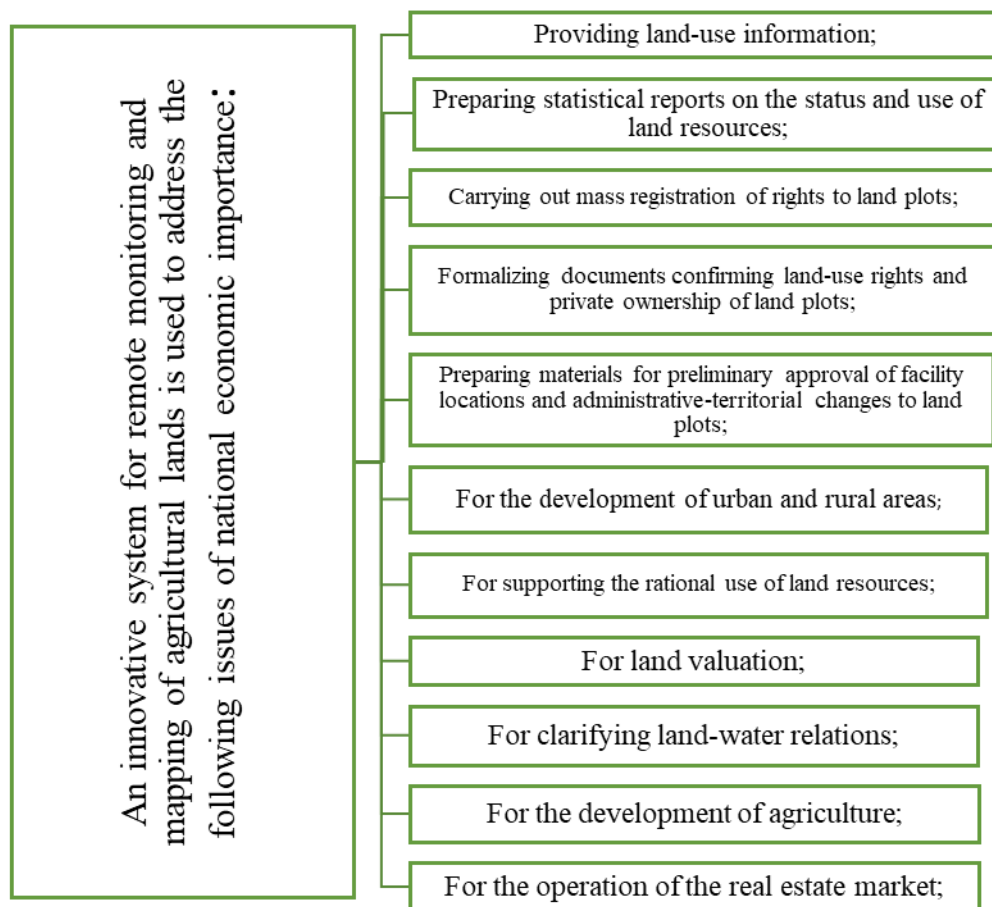 An innovative system for remote monitoring and
mapping of agricultural lands is used to address the
following issues of national economic importance:
Providing land-use information;
Preparing statistical reports on the status and use of
land resources;
Carrying out mass registration of rights to land plots;
Formalizing documents confirming land-use rights and
private ownership of land plots;
Preparing materials for preliminary approval of facility
locations and administrative-territorial changes to land
plots;
For the development of urban and rural areas;
For supporting the rational use of land resources;
For land valuation;
For clarifying land-water relations;
For the development of agriculture;
For the operation of the real estate market;